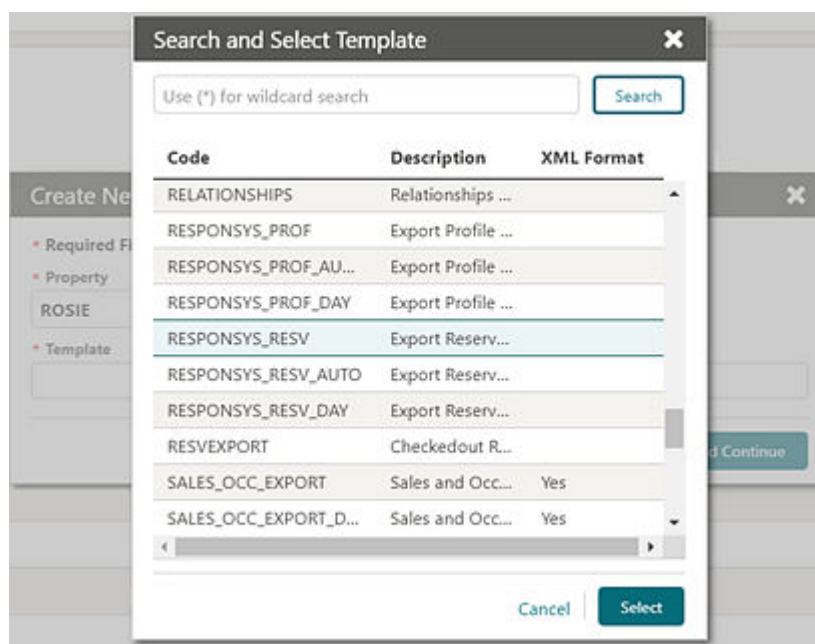 Search and Select Template
Use (*) for wildcard search
Search
Code Description XML Format
RELATIONSHIPS Relationships ...
RESPONSYS_PROF Export Profile ...
RESPONSYS_PROF_AU... Export Profile ...
RESPONSYS_PROF_DAY Export Profile ...
RESPONSYS_RESV Export Reserv...
RESPONSYS_RESV_AUTO Export Reserv...
RESPONSYS_RESV_DAY Export Reserv...
RESVEXPORT Checkedout R...
SALES_OCC_EXPORT Sales and Occ... Yes
SALES_OCC_EXPORT_D... Sales and Occ... Yes
Cancel Select
Create Ne
* Required Fi
* Property
ROSIE
* Template
d Continue